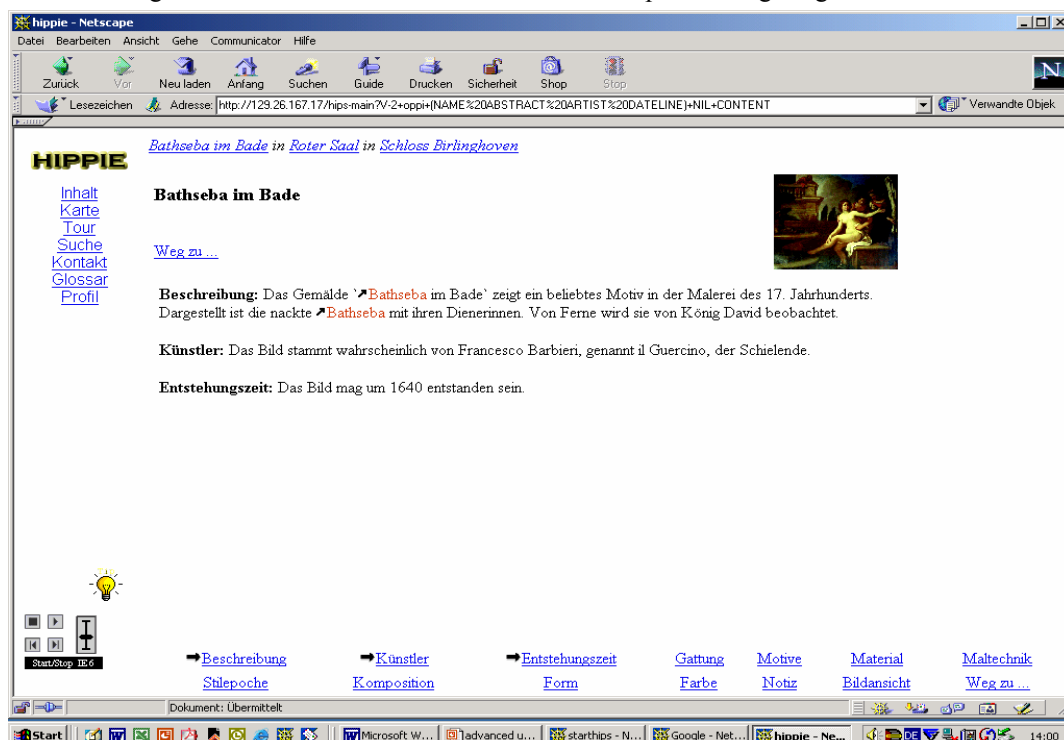 hippie - Netscape
Datei Bearbeiten Ansicht Gehe Communicator Hilfe
Zurück Vor Neu laden Anfang Suchen Guide Drucken Sicherheit Shop Stop
Lesezeichen Adresse: http://129.26.167.17/hips-main?V-2+oppi+(NAME%20ABSTRACT%20ARTIST%20DATELINE)+NIL+CONTENT Verwandte Objek
Bathseba im Bade in Roter Saal in Schloss Birlinghoven
HIPPIE
Inhalt
Karte
Tour
Suche
Kontakt
Glossar
Profil
Bathseba im Bade
Weg zu ...
Beschreibung: Das Gemälde `Bathseba im Bade` zeigt ein beliebtes Motiv in der Malerei des 17. Jahrhunderts.
Dargestellt ist die nackte Bathseba mit ihren Dienerinnen. Von Ferne wird sie von König David beobachtet.
Künstler: Das Bild stammt wahrscheinlich von Francesco Barbieri, genannt il Guercino, der Schielende.
Entstehungszeit: Das Bild mag um 1640 entstanden sein.
Start/Stop IE6
Beschreibung Künstler Entstehungszeit Gattung Motive Material Maltechnik
Stilepoche Komposition Form Farbe Notiz Bildansicht Weg zu ...
Dokument: Übermittelt
Start Microsoft W... advanced u... starthips - N... Google - Net... hippie - Ne... DE 14:00